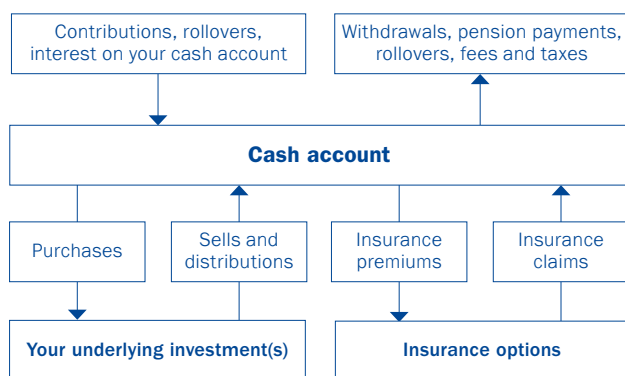 Contributions, rollovers,
interest on your cash account
Withdrawals, pension payments,
rollovers, fees and taxes
Cash account
Purchases
Sells and
distributions
Insurance
premiums
Insurance
claims
Your underlying investment(s)
Insurance options